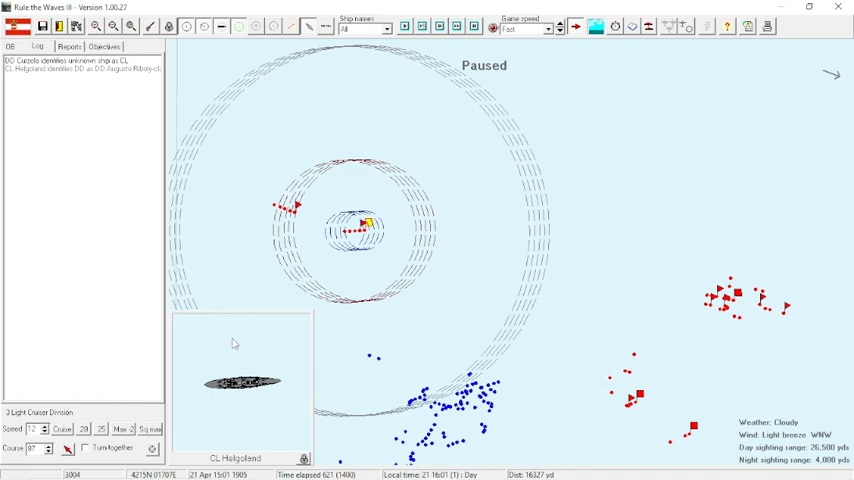 Rule the Waves III - Version 1.00.27
Ship names:
All
Game speed
Fast
OB Log Reports Objectives
DD Curzola identifies unknown ship as CL
CL Helgoland identifies DD as DD Augusto Riboty-cl
Paused
3 Light Cruiser Division
Speed 12 Cruise 20 25 Max -2 Sq max
Course 87 Turn together
CL Helgoland
Weather: Cloudy
Wind: Light breeze WNW
Day sighting range: 26,500 yds
Night sighting range: 4,000 yds
3004 4215N 01707E 21 Apr 15:01 1905 Time elapsed 621 (1400) Local time: 21 16:01 (1) : Day Dist: 16327 yd